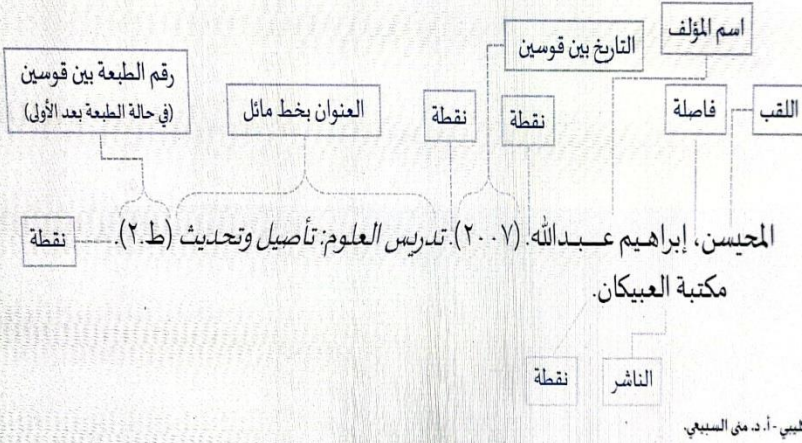 اسم المؤلف
التاريخ بين قوسين
رقم الطبعة بين قوسين
(في حالة الطبعة بعد الأولى)
العنوان بخط مائل
نقطة
نقطة
فاصلة
اللقب
المحيسن، إبراهيم عبدالله. (٢٠٠٧). تدريس العلوم: تأصيل وتحديث (ط.٢).
نقطة
مكتبة العبيكان.
الناشر
نقطة
أ. د. منى السبيعي.